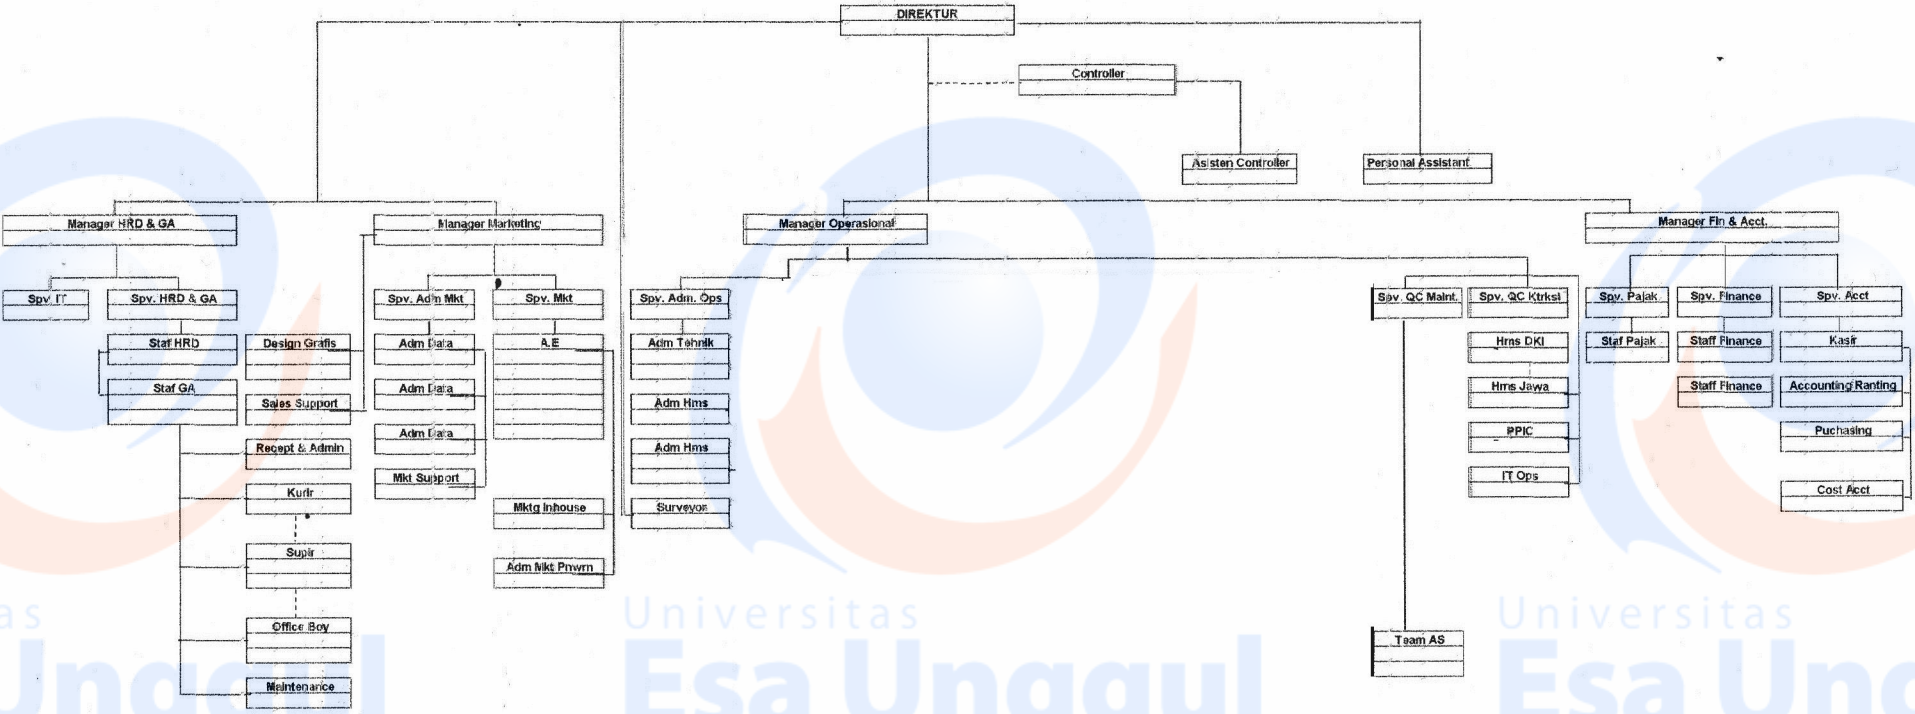 DIREKTUR
Controller
Asisten Controller
Personal Assistant
Manager HRD & GA
Manager Marketing
Manager Operasional
Manager Fin & Acct.
Spv. IT
Spv. HRD & GA
Spv. Adm Mkt
Spv. Mkt
Spv. Adm. Ops
Spv. QC Maint.
Spv. QC Ktrksi
Spv. Pajak
Spv. Finance
Spv. Acct
Staf HRD
Design Grafis
Adm Data
A.E
Adm Tehnik
Hms DKI
Staf Pajak
Staff Finance
Kasir
Staf GA
Sales Support
Adm Data
Adm Hms
Hms Jawa
Staff Finance
Accounting Ranting
Recept & Admin
Adm Data
Adm Hms
PPIC
Puchasing
Kurir
Mkt Support
Mktg Inhouse
Surveyor
IT Ops
Cost Acct
Supir
Adm Mkt Pnwrn
Office Boy
Team AS
Maintenance
as
Universitas
Universitas
Unggul
Esa Unggul
Esa Ung